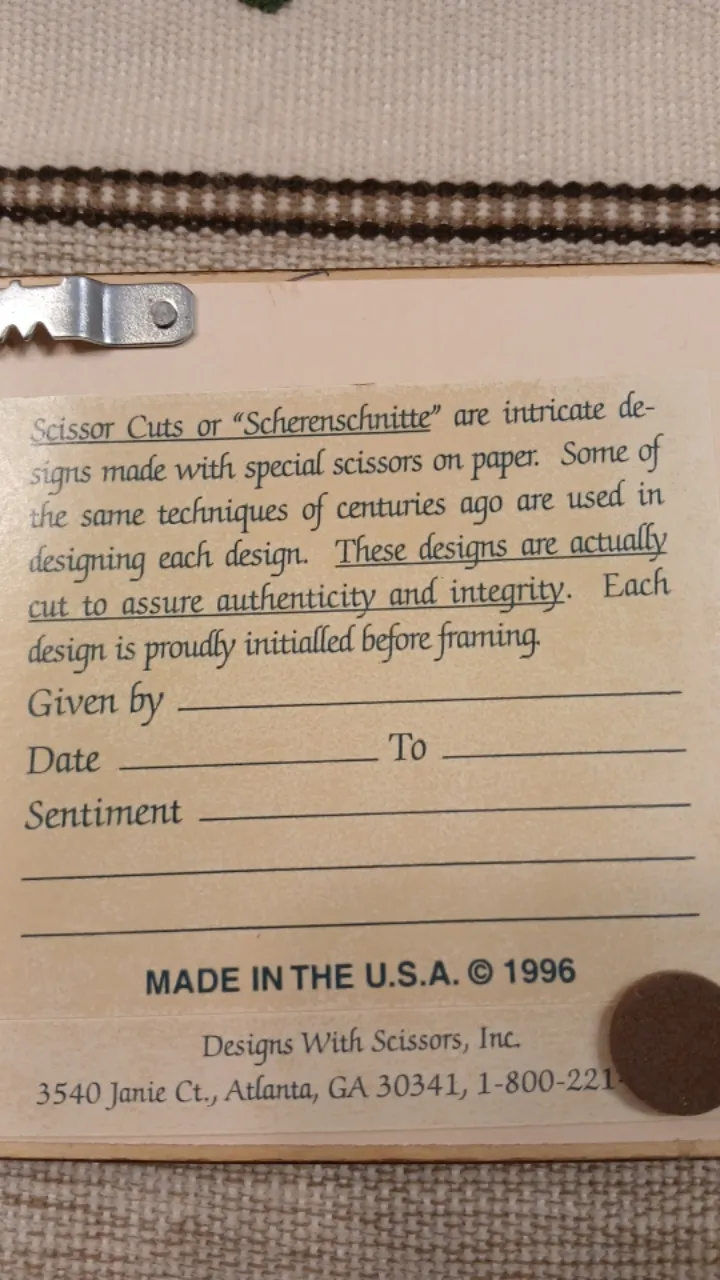 Scissor Cuts or “Scherenschnitte” are intricate de-
signs made with special scissors on paper. Some of
the same techniques of centuries ago are used in
designing each design. These designs are actually
cut to assure authenticity and integrity. Each
design is proudly initialled before framing.
Given by
Date To
Sentiment
MADE IN THE U.S.A. © 1996
Designs With Scissors, Inc.
3540 Janie Ct., Atlanta, GA 30341, 1-800-221-